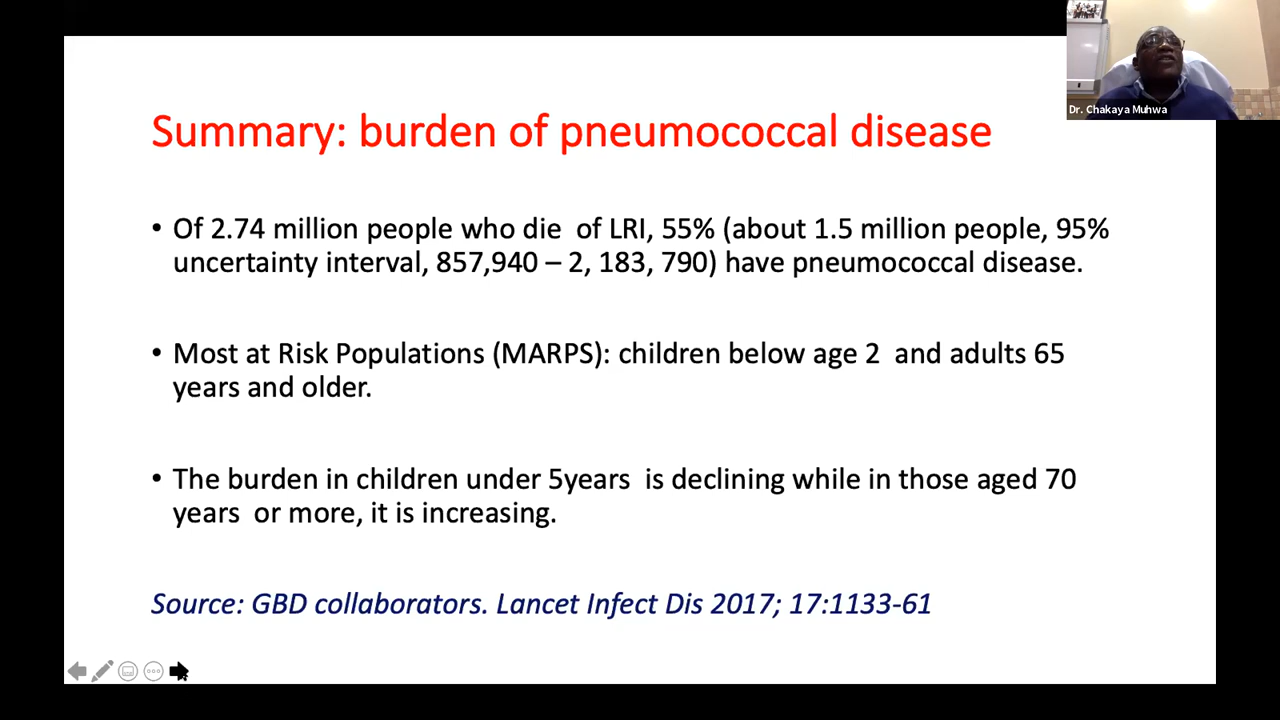 Dr. Chakaya Muhwa
Summary: burden of pneumococcal disease
• Of 2.74 million people who die of LRI, 55% (about 1.5 million people, 95%
uncertainty interval, 857,940 – 2, 183, 790) have pneumococcal disease.
• Most at Risk Populations (MARPS): children below age 2 and adults 65
years and older.
• The burden in children under 5years is declining while in those aged 70
years or more, it is increasing.
Source: GBD collaborators. Lancet Infect Dis 2017; 17:1133-61